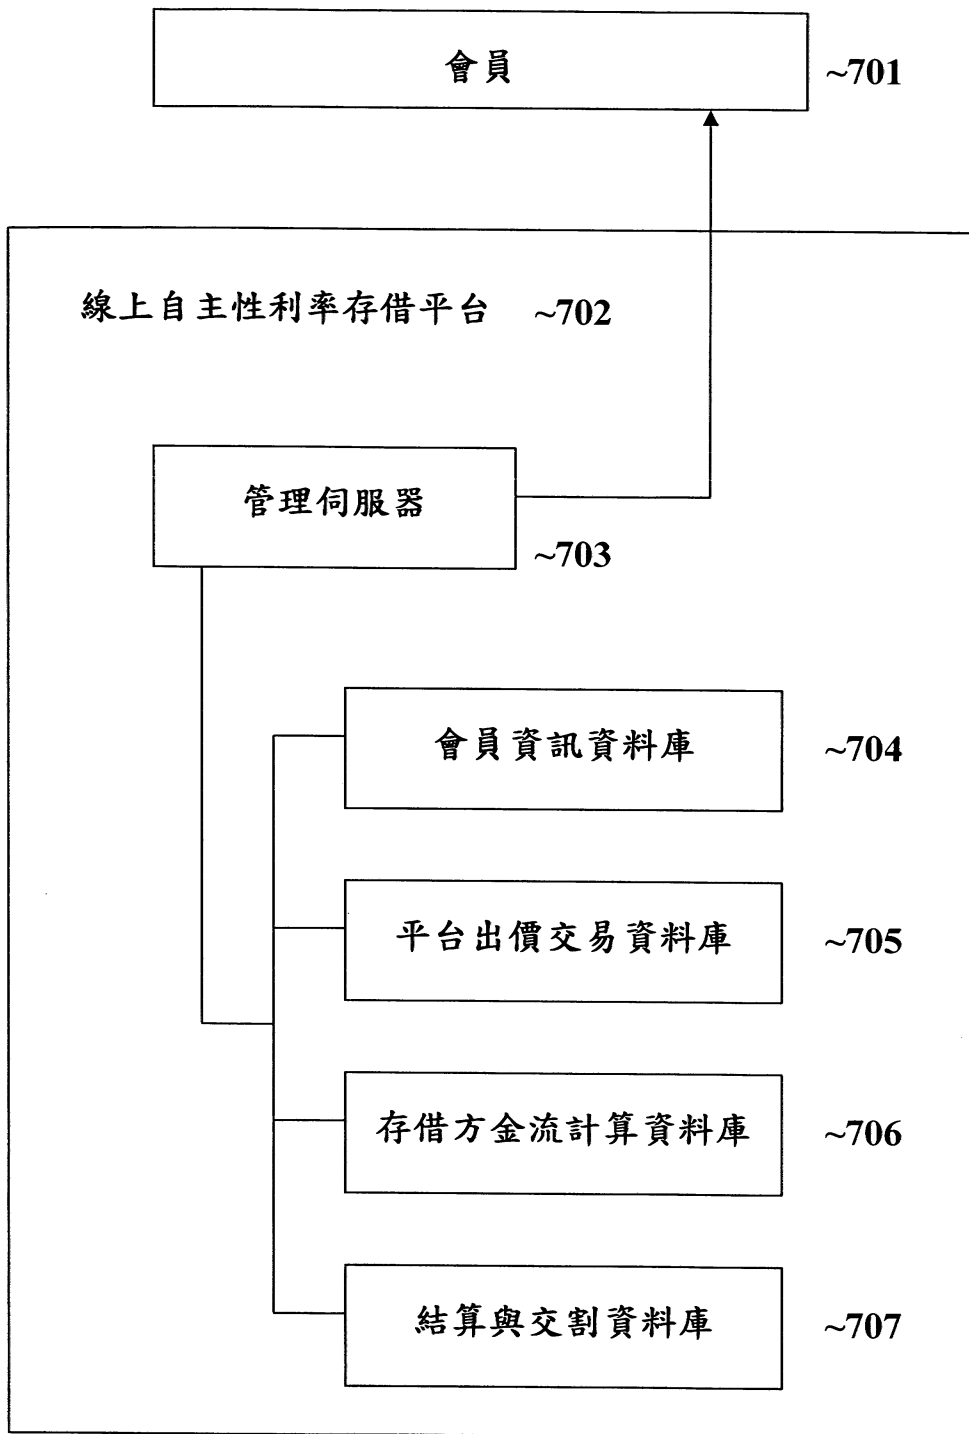 會員 ~701
線上自主性利率存借平台 ~702
管理伺服器
~703
會員資訊資料庫 ~704
平台出價交易資料庫 ~705
存借方金流計算資料庫 ~706
結算與交割資料庫 ~707